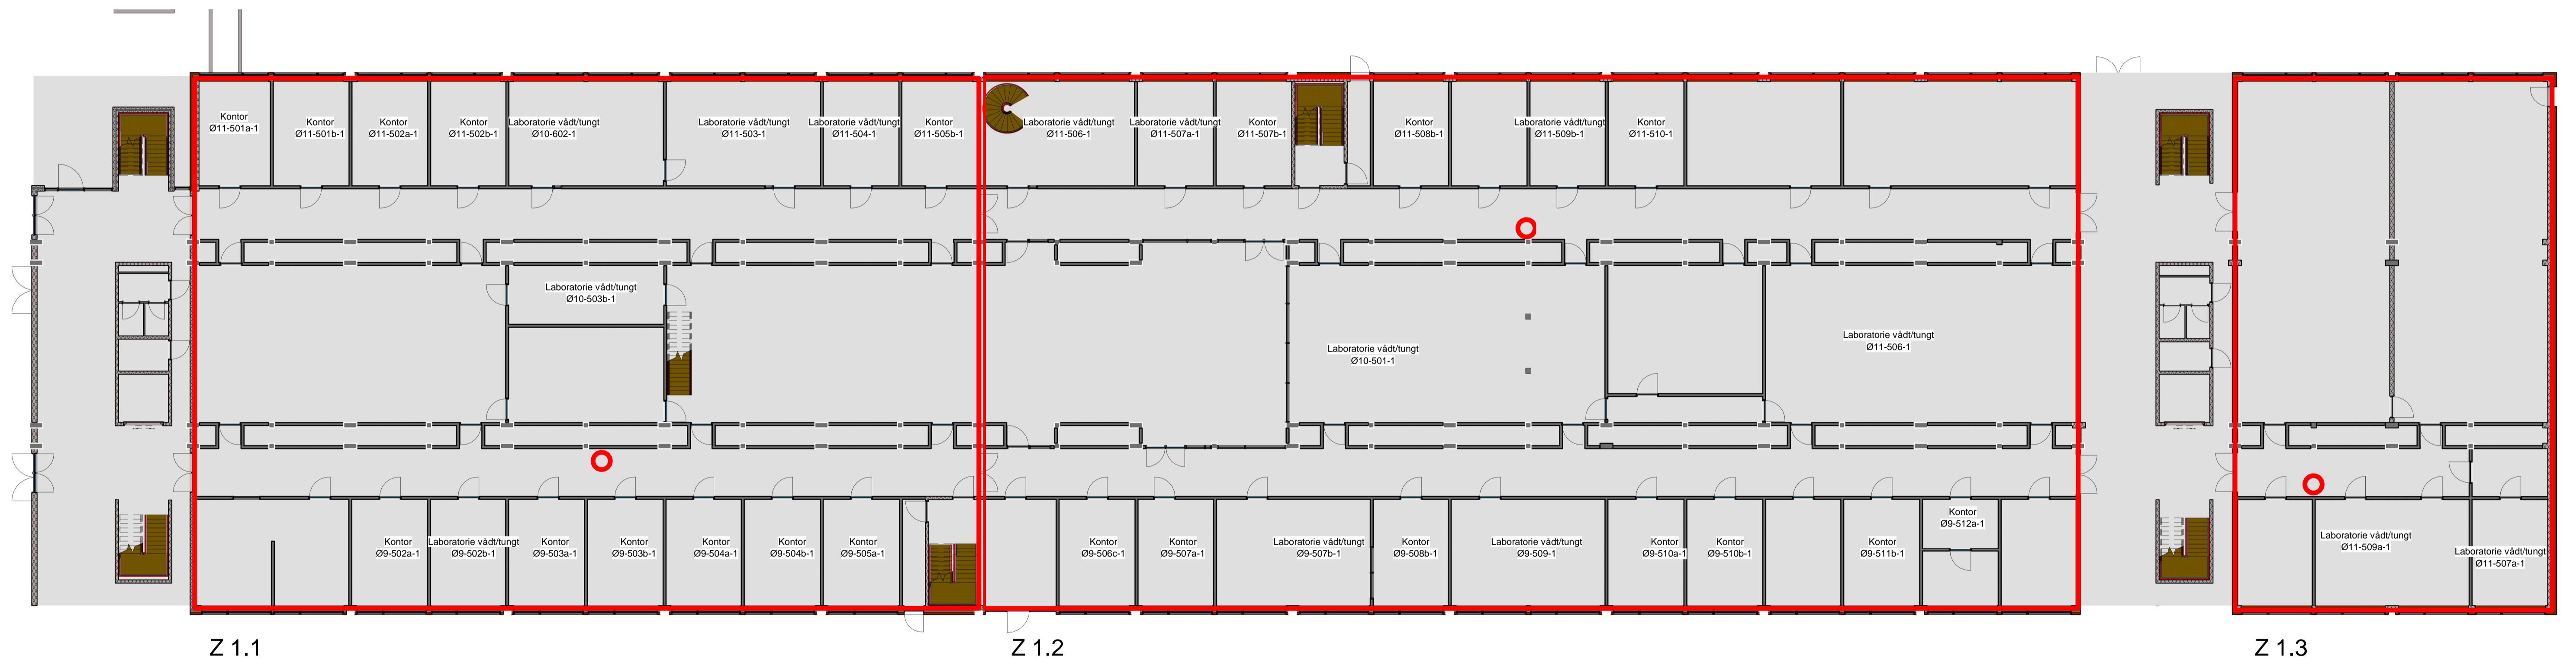 Kontor
Ø11-501a-1
Kontor
Ø11-501b-1
Kontor
Ø11-502a-1
Kontor
Ø11-502b-1
Laboratorie vådt/tungt
Ø10-602-1
Laboratorie vådt/tungt
Ø11-503-1
Laboratorie vådt/tungt
Ø11-504-1
Kontor
Ø11-505b-1
Laboratorie vådt/tungt
Ø11-506-1
Laboratorie vådt/tungt
Ø11-507a-1
Kontor
Ø11-507b-1
Kontor
Ø11-508b-1
Laboratorie vådt/tungt
Ø11-509b-1
Kontor
Ø11-510-1
Laboratorie vådt/tungt
Ø10-503b-1
Laboratorie vådt/tungt
Ø10-501-1
Laboratorie vådt/tungt
Ø11-506-1
Kontor
Ø9-502a-1
Laboratorie vådt/tungt
Ø9-502b-1
Kontor
Ø9-503a-1
Kontor
Ø9-503b-1
Kontor
Ø9-504a-1
Kontor
Ø9-504b-1
Kontor
Ø9-505a-1
Kontor
Ø9-506c-1
Kontor
Ø9-507a-1
Laboratorie vådt/tungt
Ø9-507b-1
Kontor
Ø9-508b-1
Laboratorie vådt/tungt
Ø9-509-1
Kontor
Ø9-510a-1
Kontor
Ø9-510b-1
Kontor
Ø9-511b-1
Kontor
Ø9-512a-1
Laboratorie vådt/tungt
Ø11-509a-1
Laboratorie vådt/tungt
Ø11-507a-1
Z 1.1
Z 1.2
Z 1.3